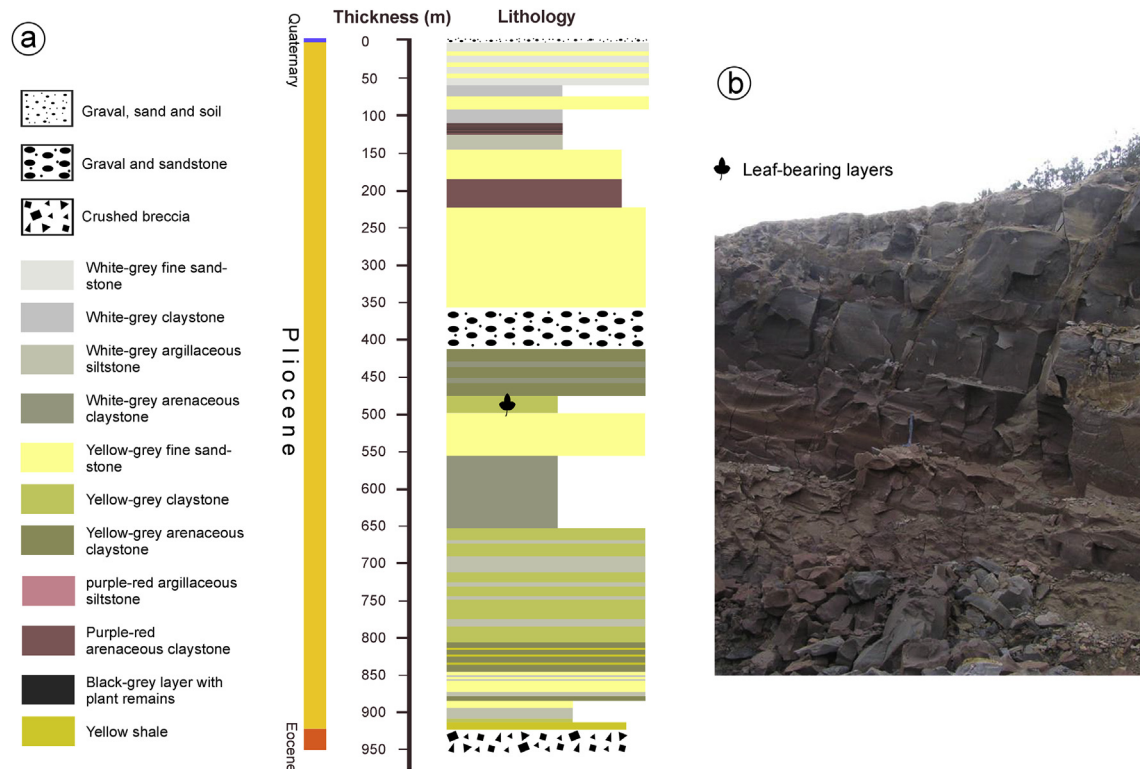 a
Graval, sand and soil
Graval and sandstone
Crushed breccia
White-grey fine sand-
stone
White-grey claystone
White-grey argillaceous
siltstone
White-grey arenaceous
claystone
Yellow-grey fine sand-
stone
Yellow-grey claystone
Yellow-grey arenaceous
claystone
purple-red argillaceous
siltstone
Purple-red
arenaceous claystone
Black-grey layer with
plant remains
Yellow shale
Quaternary
Pliocene
Eocene
Thickness (m)
Lithology
0
50
100
150
200
250
300
350
400
450
500
550
600
650
700
750
800
850
900
950
b
Leaf-bearing layers